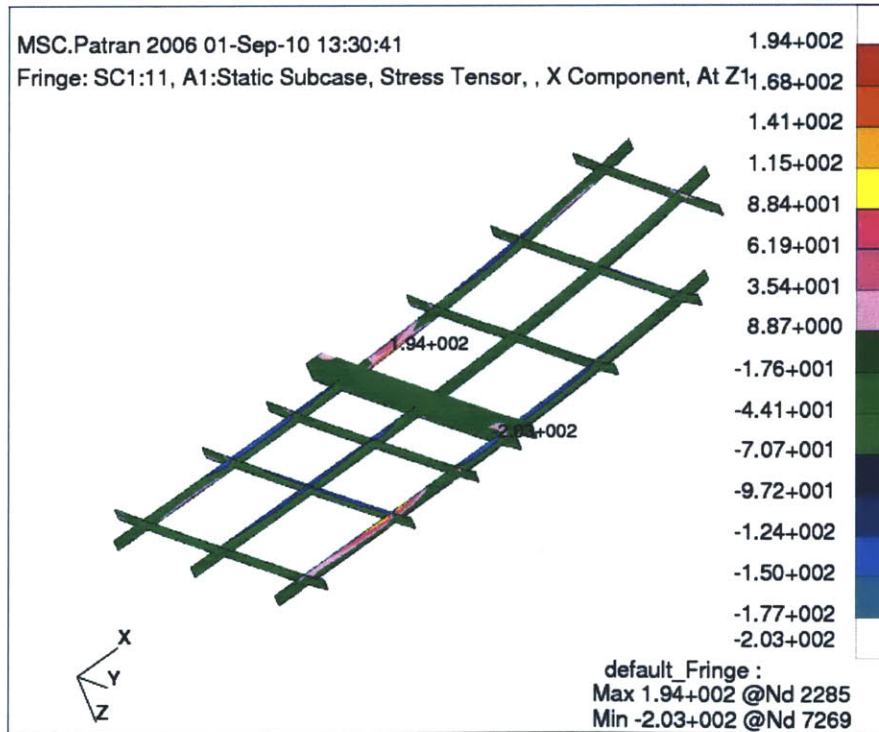 MSC.Patran 2006 01-Sep-10 13:30:41
Fringe: SC1:11, A1:Static Subcase, Stress Tensor, , X Component, At Z1
1.94+002
1.68+002
1.41+002
1.15+002
8.84+001
6.19+001
3.54+001
8.87+000
-1.76+001
-4.41+001
-7.07+001
-9.72+001
-1.24+002
-1.50+002
-1.77+002
-2.03+002
1.94+002
-2.03+002
X
Y
Z
default_Fringe :
Max 1.94+002 @Nd 2285
Min -2.03+002 @Nd 7269